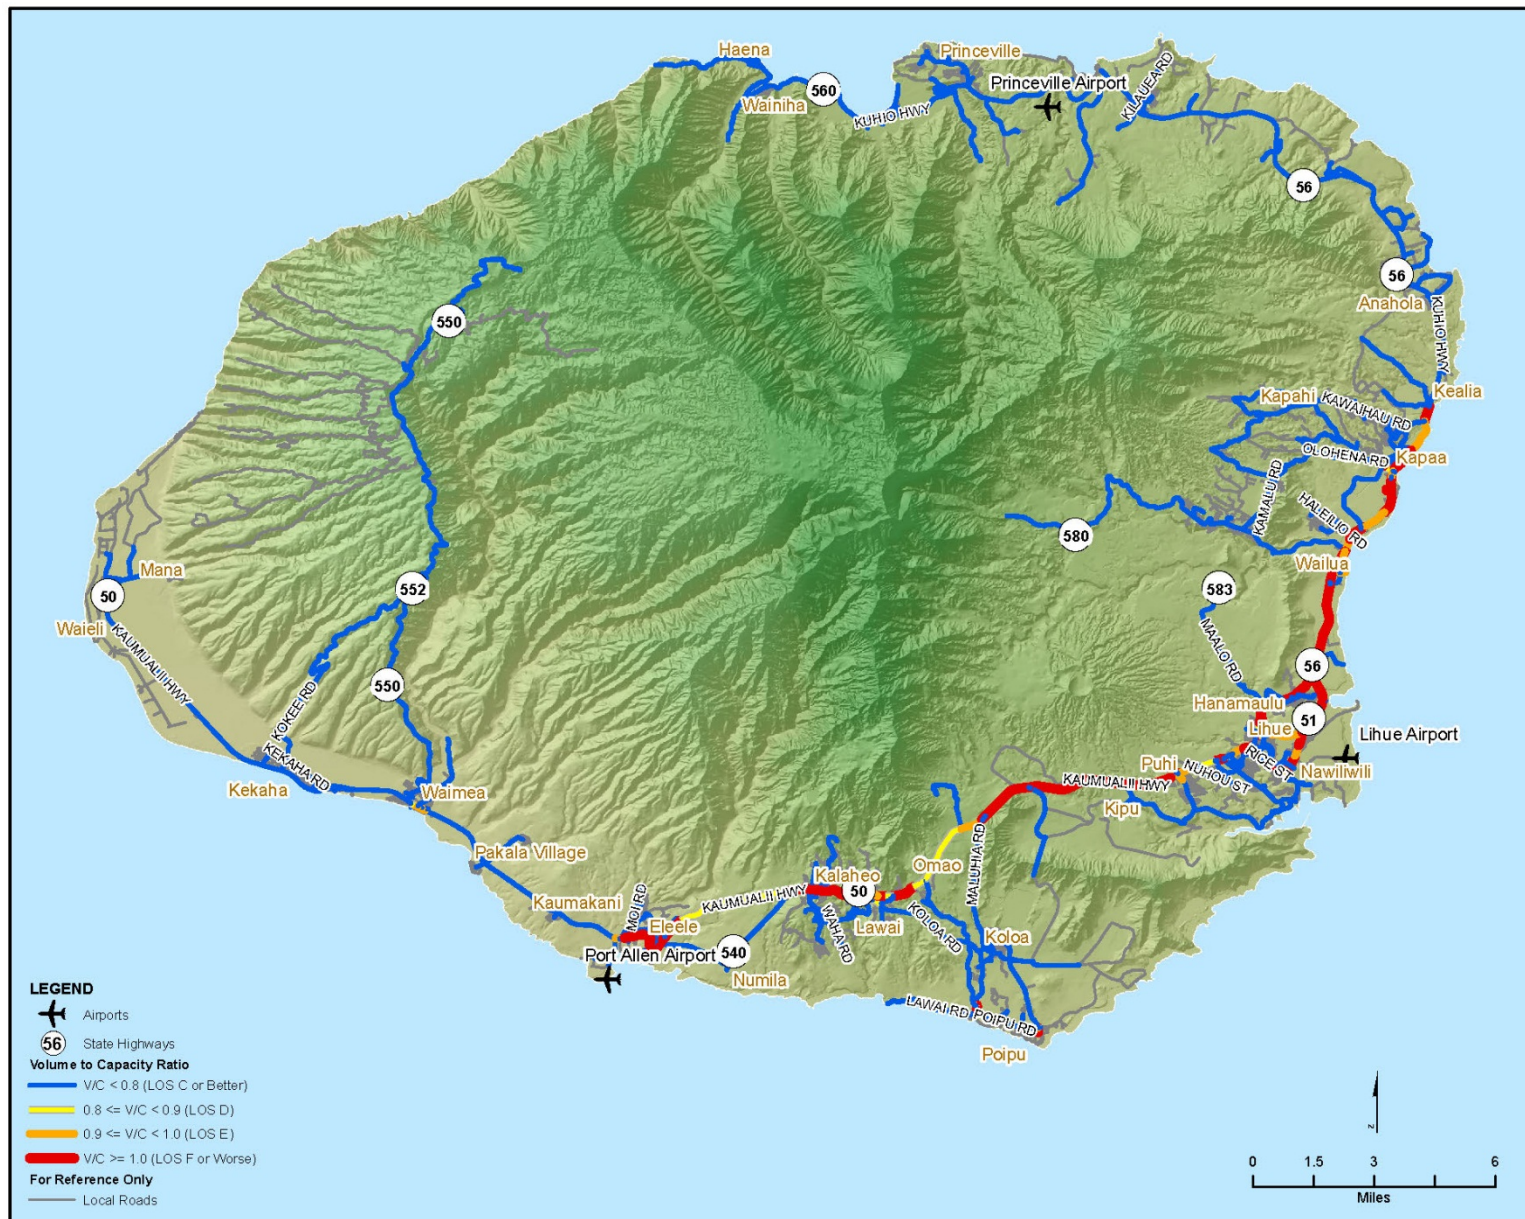 Haena
Princeville
Princeville Airport
Wainiha
560
KUHIO HWY
KILAUEA RD
56
56
Anahola
KUHIO HWY
550
Kealia
Kapahi
KAWAIHAU RD
OLOHENA RD
Kapaa
KAMALU RD
HALEILIO RD
580
Wailua
Mana
50
552
583
Waieli
KAUMUALII HWY
MAALO RD
KOKEE RD
550
56
Hanamaulu
51
Lihue
Lihue Airport
KEKAHA RD
RICE ST
Puhi
NUHOU ST
Nawiliwili
Kekaha
Waimea
KAUMUALII HWY
Kipu
MALUHIA RD
Pakala Village
Omao
Kalaheo
50
KAUMUALII HWY
Kaumakani
MOI RD
Eleele
WAHA RD
Lawai
KOLOA RD
Koloa
Port Allen Airport
540
Numila
LAWAI RD
POIPU RD
Poipu
LEGEND
Airports
56
State Highways
Volume to Capacity Ratio
V/C < 0.8 (LOS C or Better)
0.8 <= V/C < 0.9 (LOS D)
0.9 <= V/C < 1.0 (LOS E)
V/C >= 1.0 (LOS F or Worse)
For Reference Only
Local Roads
N
0 1.5 3 6
Miles